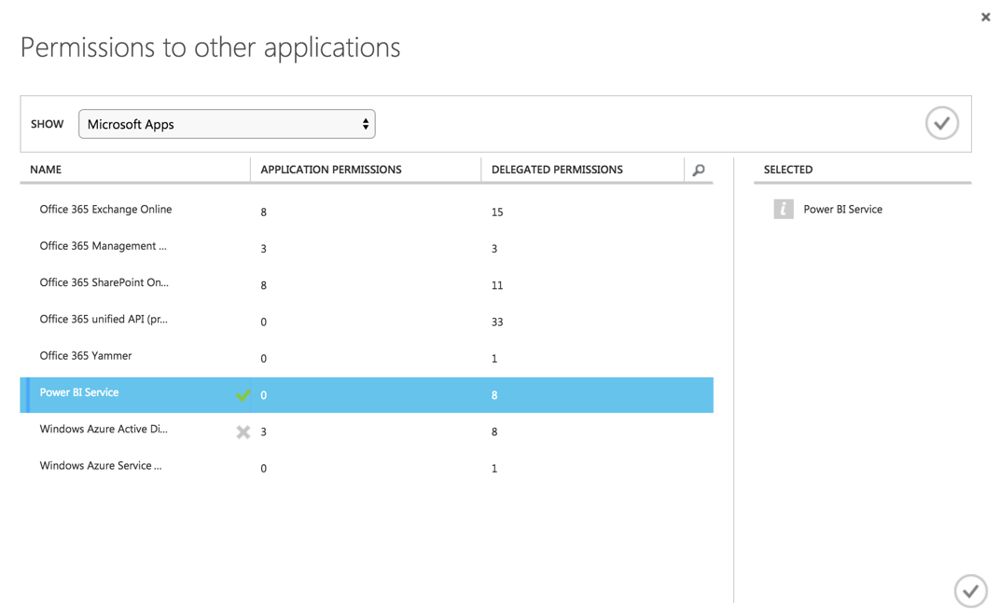 Permissions to other applications
SHOW Microsoft Apps
NAME APPLICATION PERMISSIONS DELEGATED PERMISSIONS SELECTED
Office 365 Exchange Online 8 15 Power BI Service
Office 365 Management ... 3 3
Office 365 SharePoint On... 8 11
Office 365 unified API (pr... 0 33
Office 365 Yammer 0 1
Power BI Service 0 8
Windows Azure Active Di... 3 8
Windows Azure Service ... 0 1